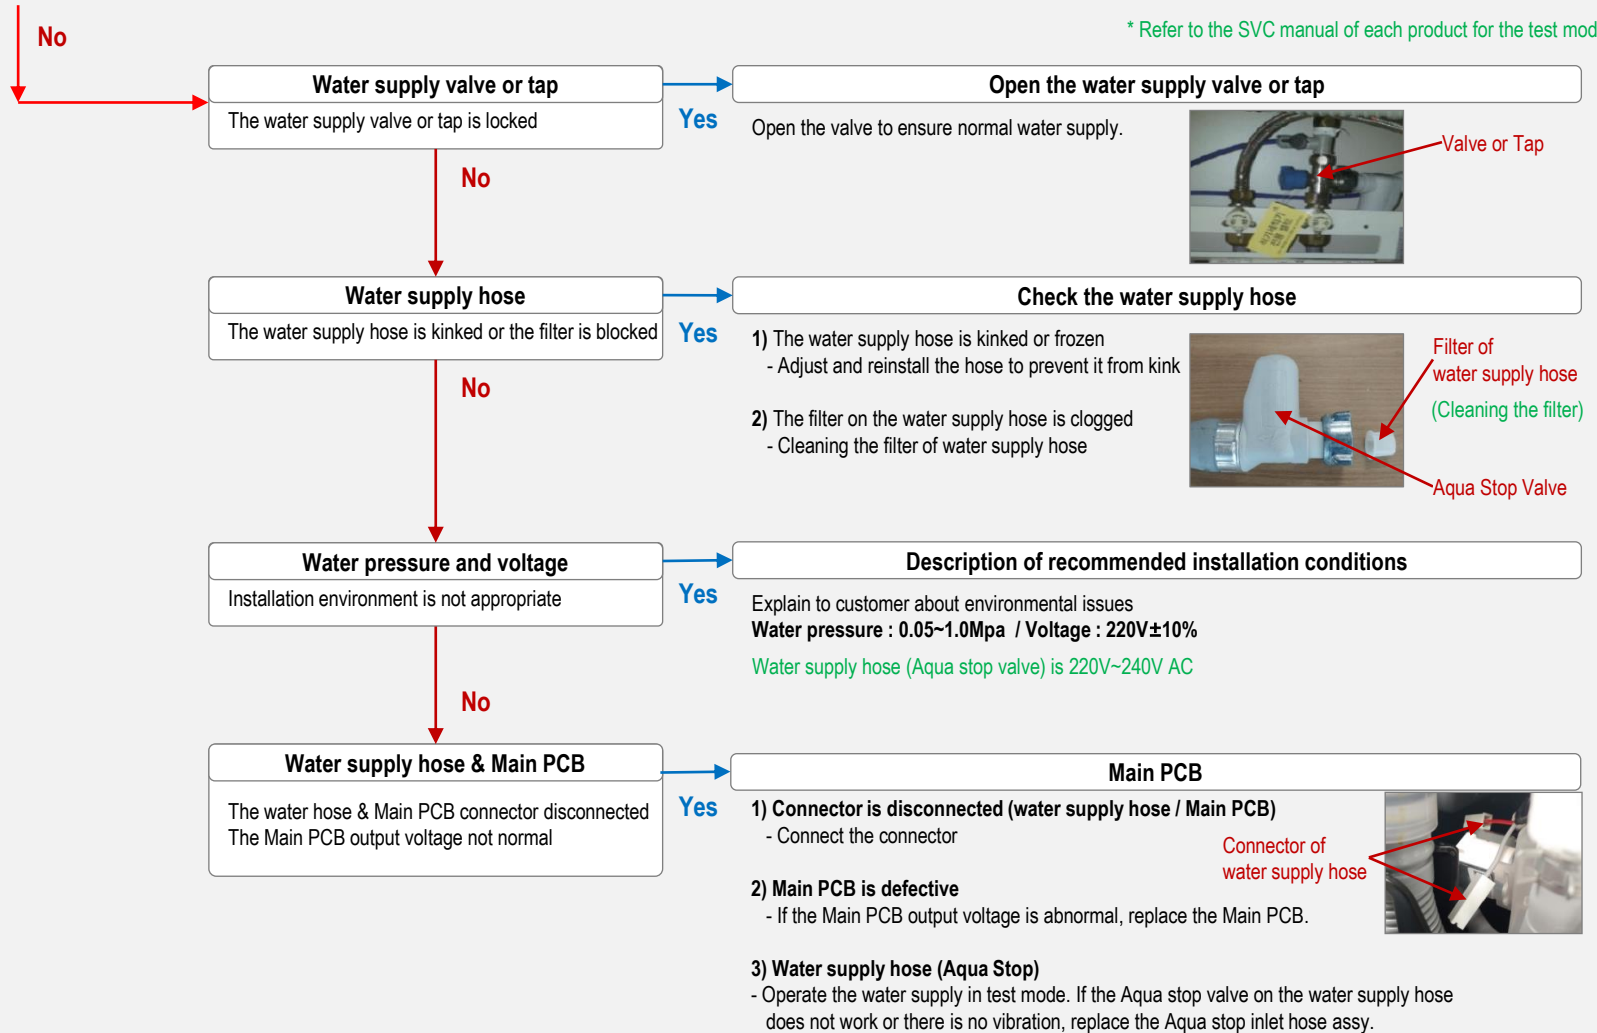 No
* Refer to the SVC manual of each product for the test mod
Water supply valve or tap
The water supply valve or tap is locked
Yes
No
Open the water supply valve or tap
Open the valve to ensure normal water supply.
Valve or Tap
Water supply hose
The water supply hose is kinked or the filter is blocked
Yes
No
Check the water supply hose
1) The water supply hose is kinked or frozen
- Adjust and reinstall the hose to prevent it from kink
2) The filter on the water supply hose is clogged
- Cleaning the filter of water supply hose
Filter of
water supply hose
(Cleaning the filter)
Aqua Stop Valve
Water pressure and voltage
Installation environment is not appropriate
Yes
No
Description of recommended installation conditions
Explain to customer about environmental issues
Water pressure : 0.05~1.0Mpa / Voltage : 220V±10%
Water supply hose (Aqua stop valve) is 220V~240V AC
Water supply hose & Main PCB
The water hose & Main PCB connector disconnected
The Main PCB output voltage not normal
Yes
Main PCB
1) Connector is disconnected (water supply hose / Main PCB)
- Connect the connector
Connector of
water supply hose
2) Main PCB is defective
- If the Main PCB output voltage is abnormal, replace the Main PCB.
3) Water supply hose (Aqua Stop)
- Operate the water supply in test mode. If the Aqua stop valve on the water supply hose
does not work or there is no vibration, replace the Aqua stop inlet hose assy.